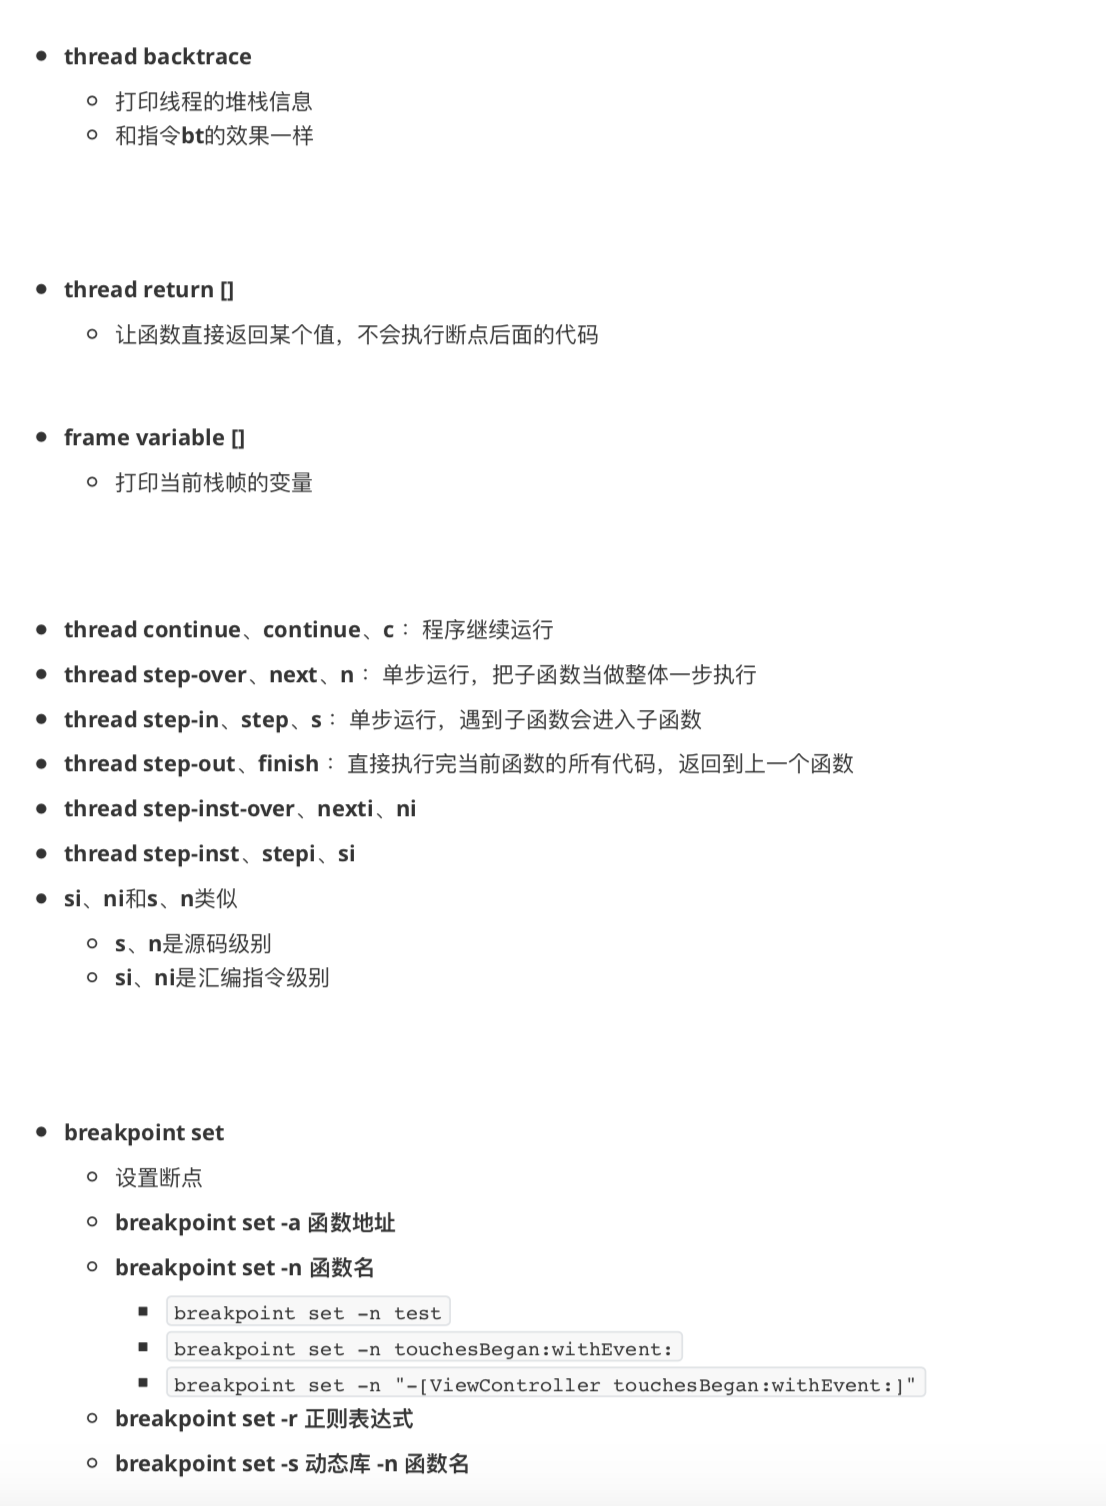 thread backtrace
打印线程的堆栈信息
和指令bt的效果一样
thread return []
让函数直接返回某个值，不会执行断点后面的代码
frame variable []
打印当前栈帧的变量
thread continue、continue、c： 程序继续运行
thread step-over、next、n： 单步运行，把子函数当做整体一步执行
thread step-in、step、s： 单步运行，遇到子函数会进入子函数
thread step-out、finish： 直接执行完当前函数的所有代码，返回到上一个函数
thread step-inst-over、nexti、ni
thread step-inst、stepi、si
si、ni和s、n类似
s、n是源码级别
si、ni是汇编指令级别
breakpoint set
设置断点
breakpoint set -a 函数地址
breakpoint set -n 函数名
breakpoint set -n test
breakpoint set -n touchesBegan:withEvent:
breakpoint set -n "-[ViewController touchesBegan:withEvent:]"
breakpoint set -r 正则表达式
breakpoint set -s 动态库 -n 函数名